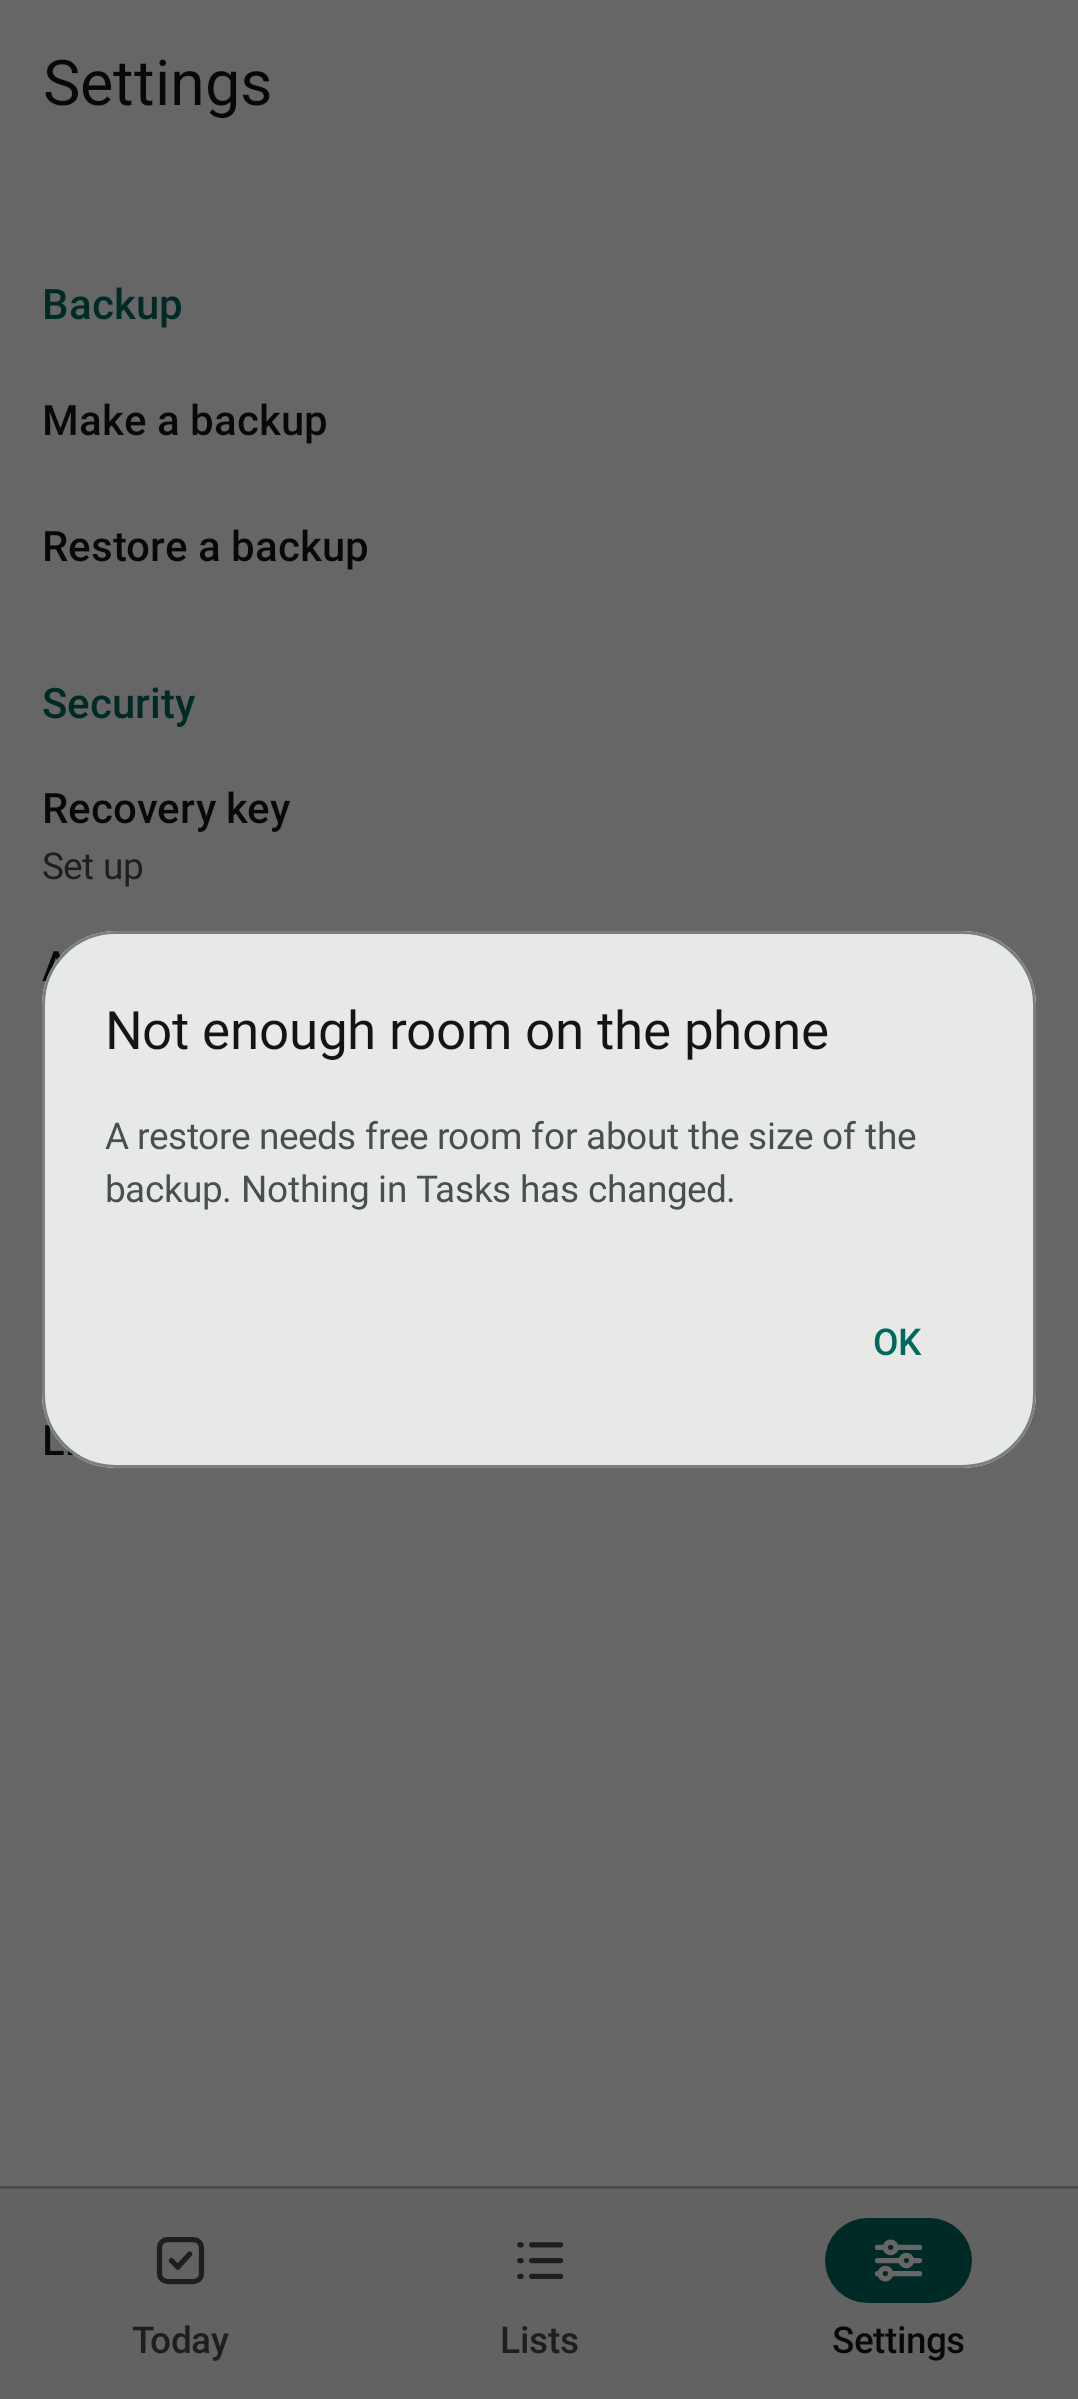 Settings
Backup
Make a backup
Restore a backup
Security
Recovery key
Set up
Not enough room on the phone
A restore needs free room for about the size of the
backup. Nothing in Tasks has changed.
OK
Today
Lists
Settings